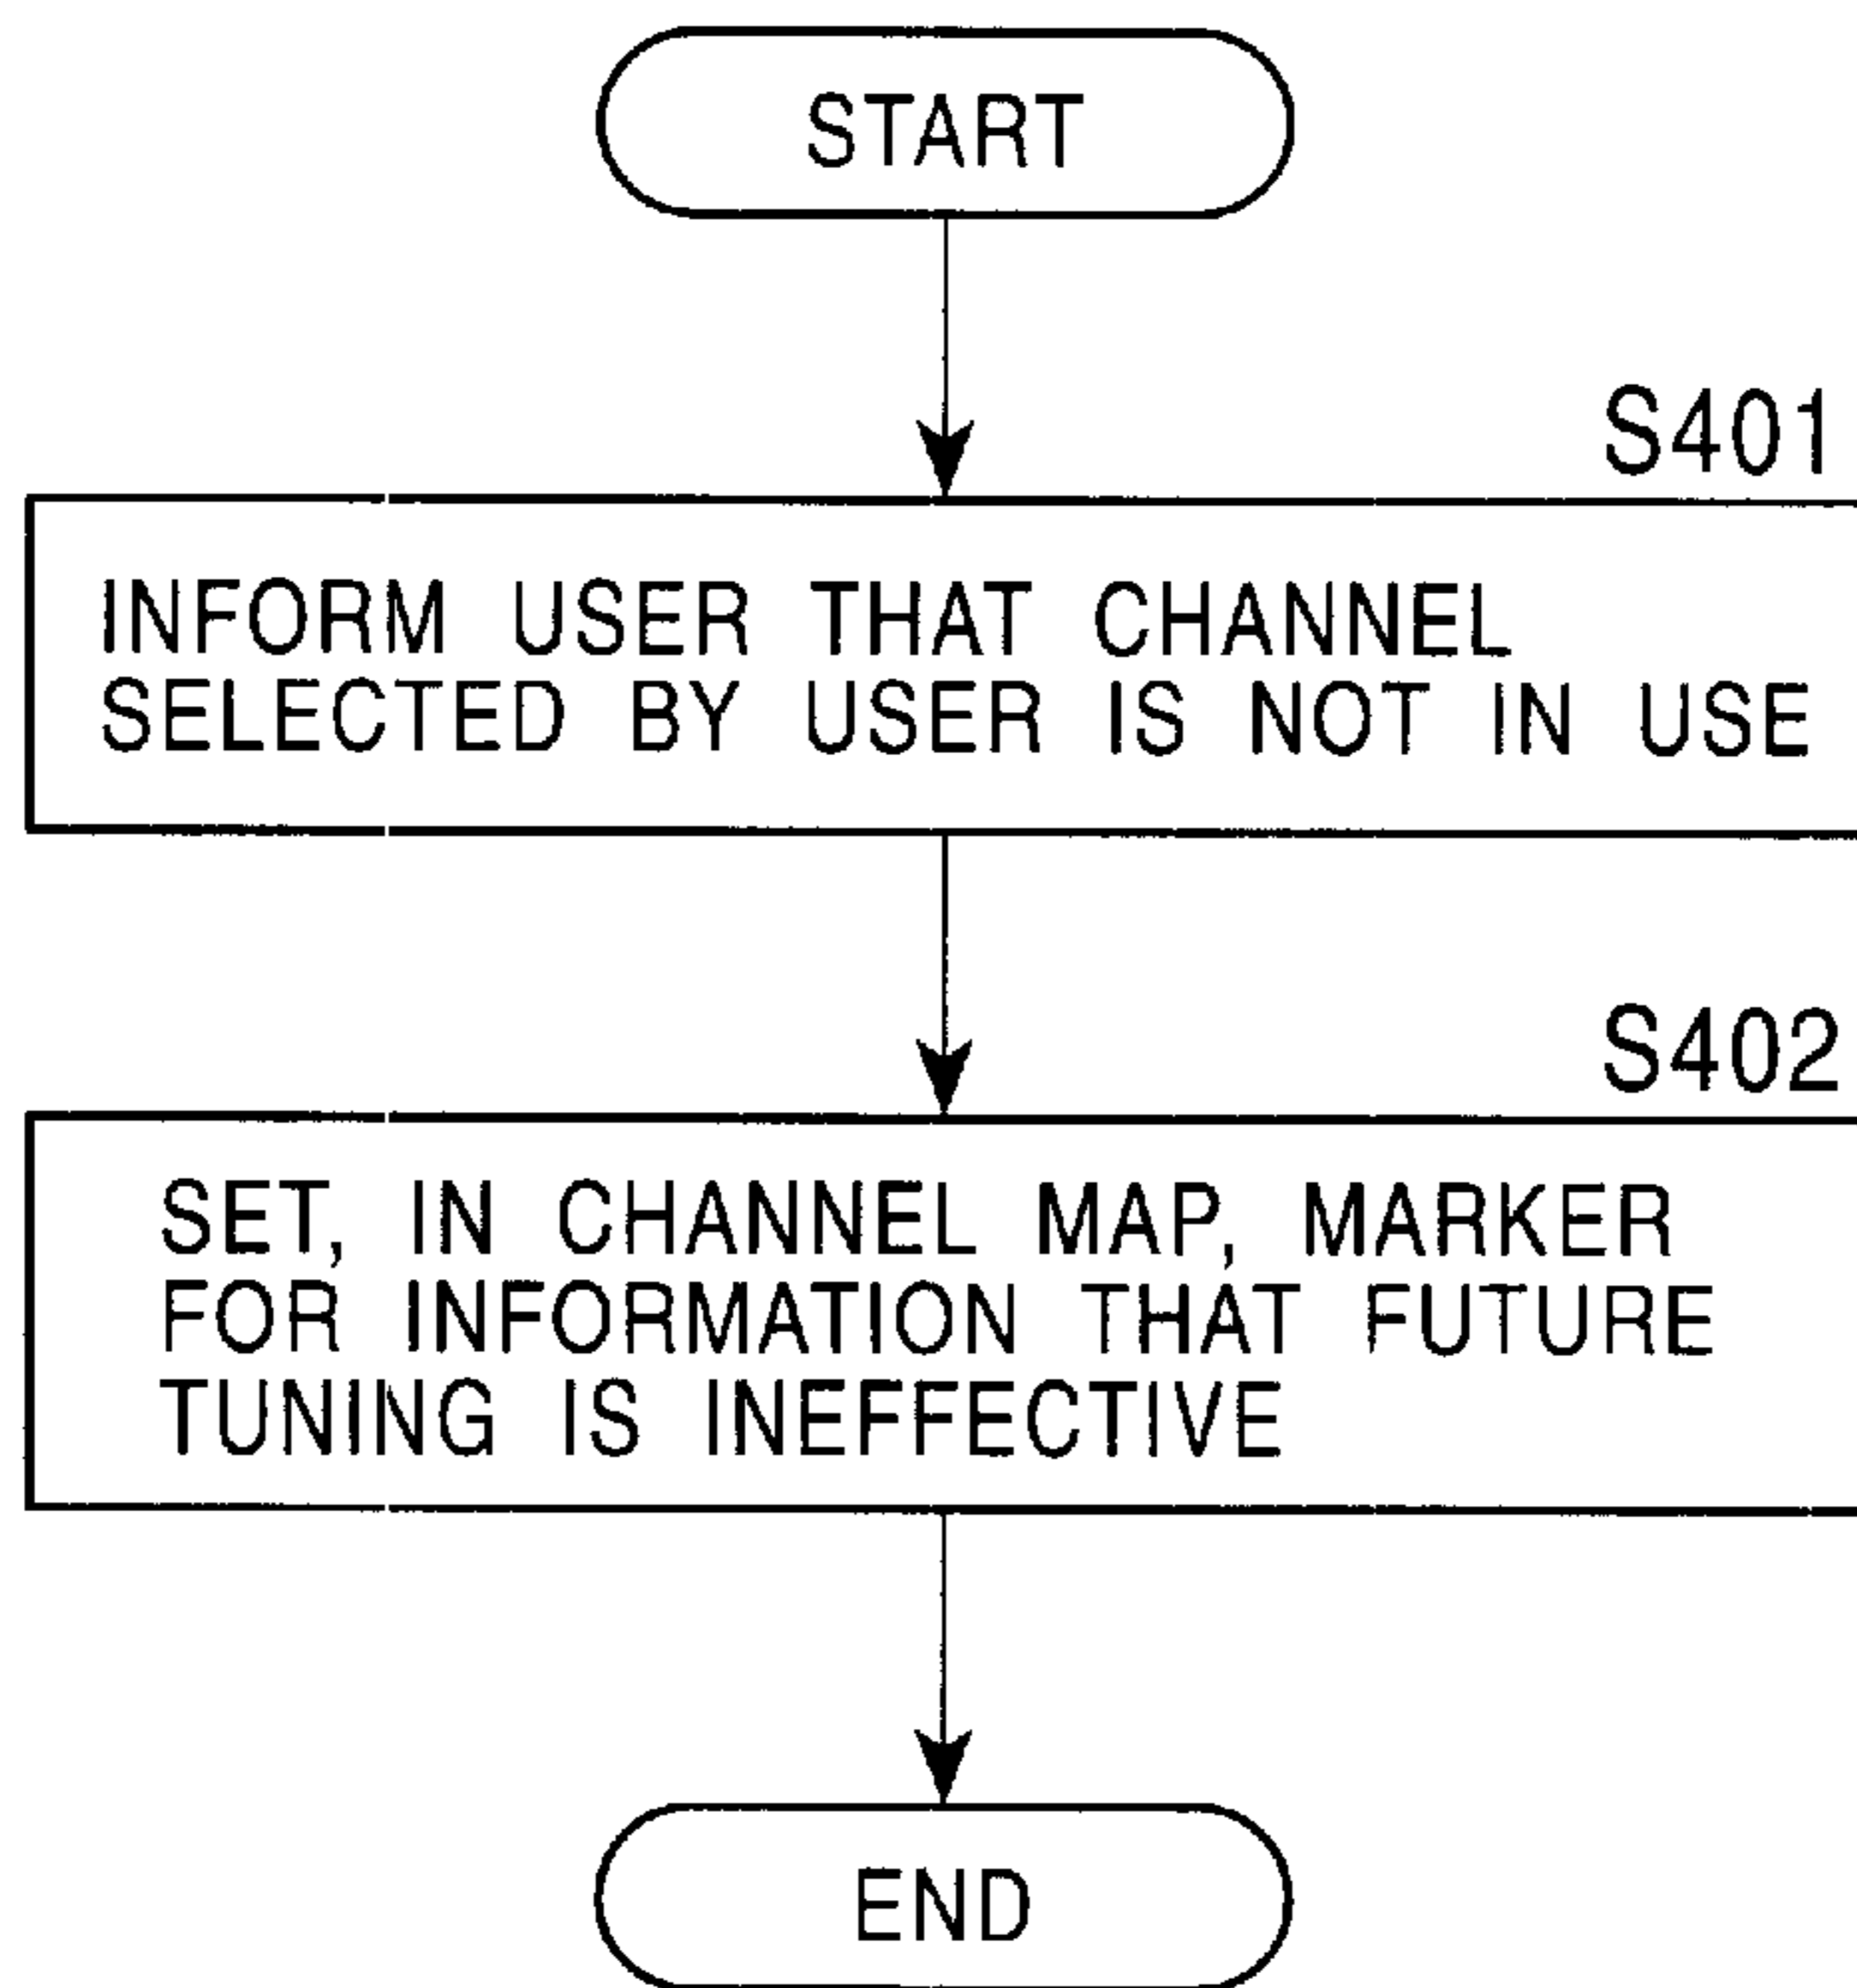 START
S401
INFORM USER THAT CHANNEL
SELECTED BY USER IS NOT IN USE
S402
SET, IN CHANNEL MAP, MARKER
FOR INFORMATION THAT FUTURE
TUNING IS INEFFECTIVE
END